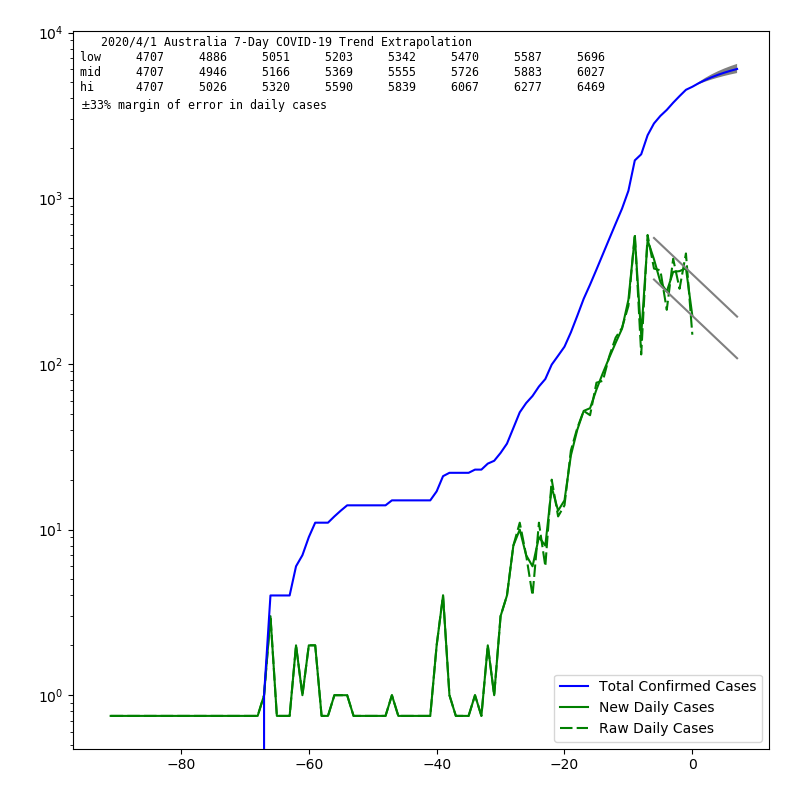 2020/4/1 Australia 7-Day COVID-19 Trend Extrapolation
low 4707 4886 5051 5203 5342 5470 5587 5696
mid 4707 4946 5166 5369 5555 5726 5883 6027
hi 4707 5026 5320 5590 5839 6067 6277 6469
±33% margin of error in daily cases
10^4
10^3
10^2
10^1
10^0
Total Confirmed Cases
New Daily Cases
Raw Daily Cases
−80 −60 −40 −20 0